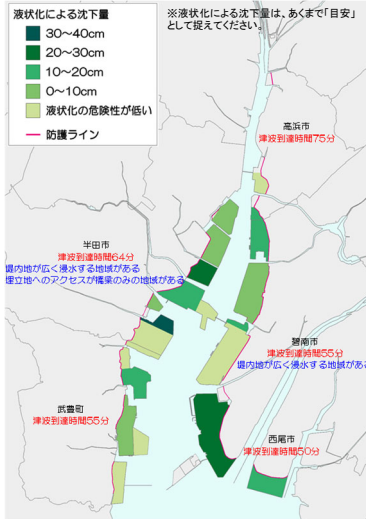 液状化による沈下量
30～40cm
20～30cm
10～20cm
0～10cm
液状化の危険性が低い
防護ライン
※液状化による沈下量は、あくまで「目安」
として捉えてください。
高浜市
津波到達時間75分
半田市
津波到達時間64分
堤内地が広く浸水する地域がある
埋立地へのアクセスが橋梁のみの地域がある
碧南市
津波到達時間55分
堤内地が広く浸水する地域がある
武豊町
津波到達時間55分
西尾市
津波到達時間50分